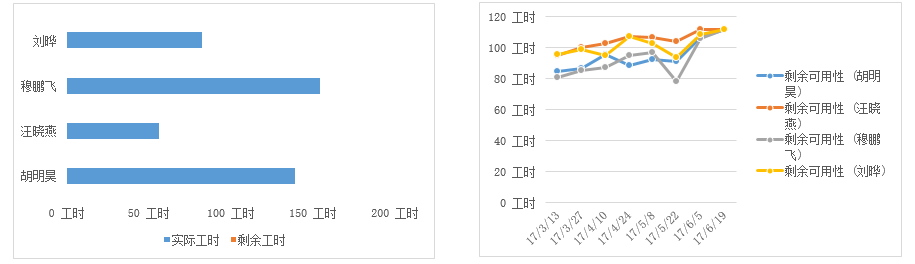 刘晔
穆鹏飞
汪晓燕
胡明昊
0 工时
50 工时
100 工时
150 工时
200 工时
实际工时
剩余工时
120 工时
100 工时
80 工时
60 工时
40 工时
20 工时
0 工时
17/3/13
17/3/27
17/4/10
17/4/24
17/5/8
17/5/22
17/6/5
17/6/19
剩余可用性 (胡明
昊)
剩余可用性 (汪晓
燕)
剩余可用性 (穆鹏
飞)
剩余可用性 (刘晔)